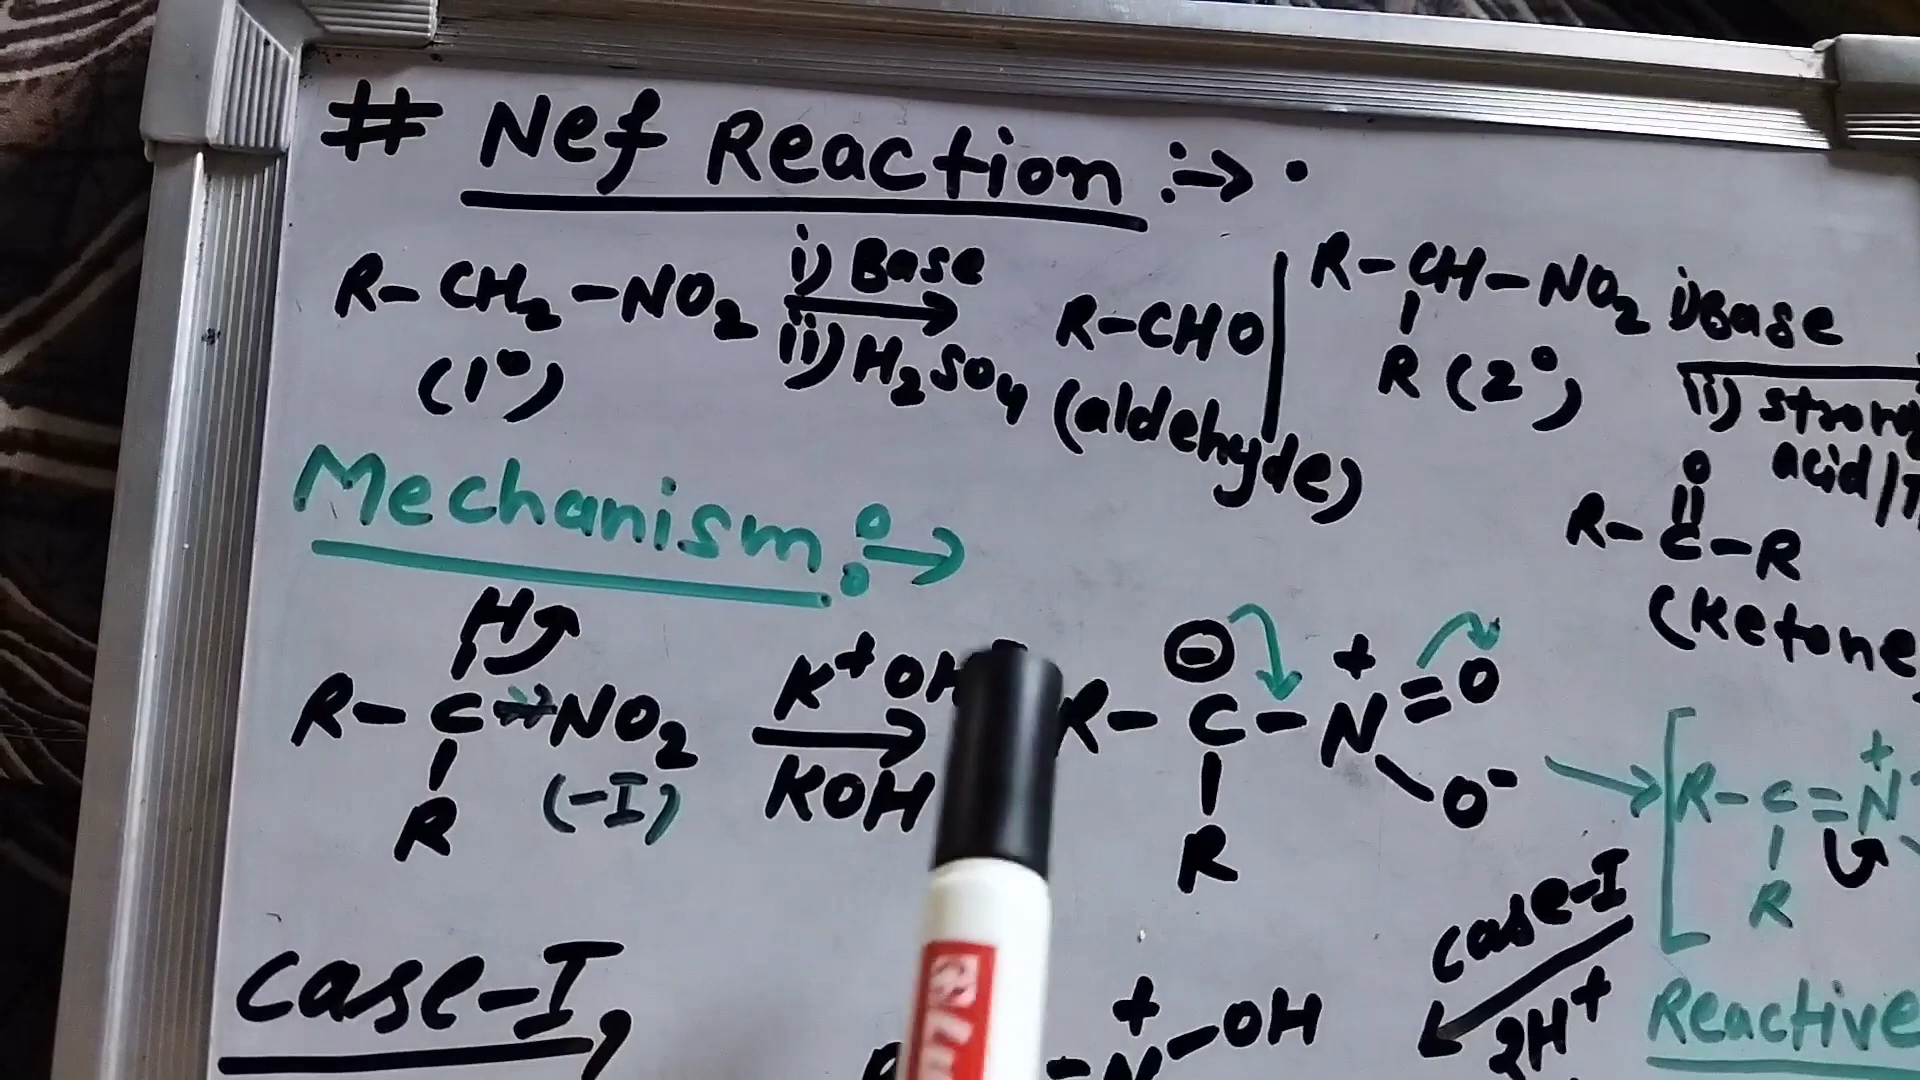 # Nef Reaction :→ •
R-CH₂-NO₂ i) Base ii) H₂SO₄ → R-CHO
(1°) (aldehyde)
R-CH-NO₂ i) Base
R (2°) ii) strong
acid/
O
R-C-R
(Ketone)
Mechanism :→
H
R-C-NO₂ K⁺OH → KOH
R (-I)
⊖ +
R-C-N=O
O⁻
R
→ [R-C=N +
R
case-I
2H⁺
Reactive
case-I,
+
N-OH